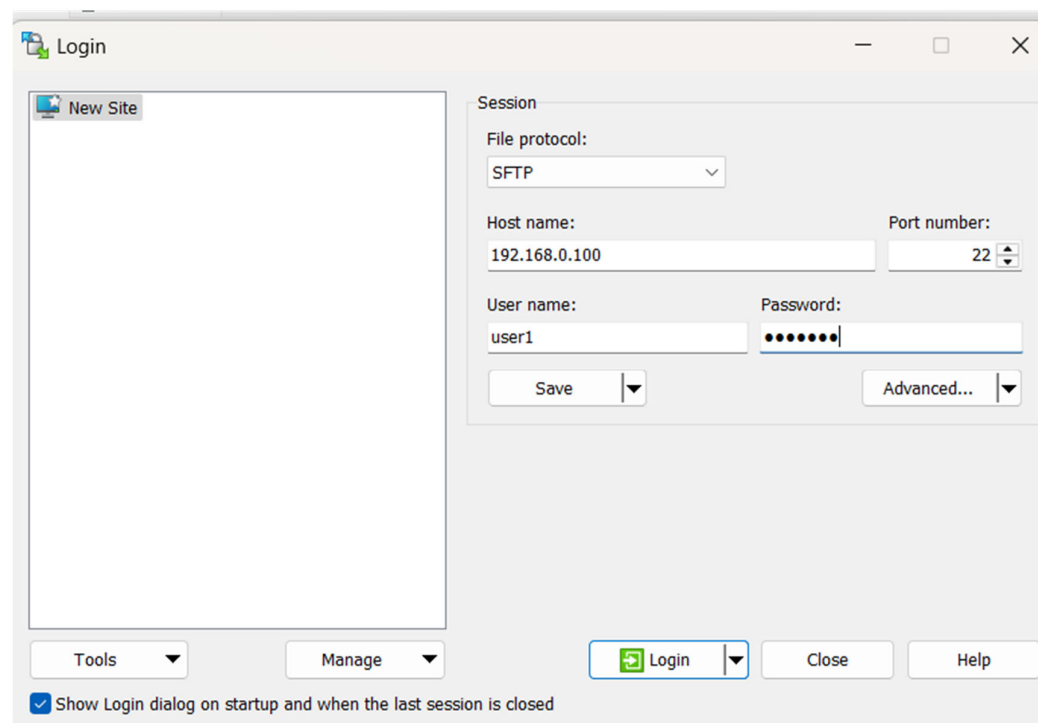 Login
New Site
Session
File protocol:
SFTP
Host name:
Port number:
192.168.0.100
22
User name:
Password:
user1
•••••••
Save
Advanced...
Tools
Manage
Login
Close
Help
Show Login dialog on startup and when the last session is closed